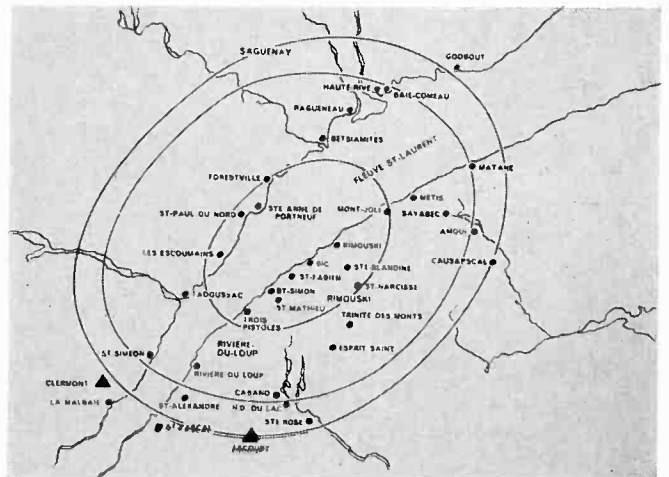 SAGUENAY
GODBOUT
HAUTE-RIVE
BAIE-COMEAU
RAGUENEAU
BETSIAMITES
FLEUVE ST-LAURENT
MATANE
FORESTVILLE
STE ANNE DE
PORTNEUF
ST-PAUL DU NORD
MONT-JOLI
METIS
SAYABEC
AMQUI
CAUSAPSCAL
LES ESCOUMAINS
RIMOUSKI
BIC
ST-FABIEN
STE-BLANDINE
ST-NARCISSE
RIMOUSKI
TADOUSSAC
ST-SIMON
ST-MATHIEU
TROIS
PISTOLES
TRINITE DES MONTS
ESPRIT SAINT
RIVIERE-
DU-LOUP
ST-SIMEON
RIVIERE DU LOUP
CLERMONT
LA MALBAIE
CABANO
ST-ALEXANDRE
N.D. DU LAC
STE ROSE